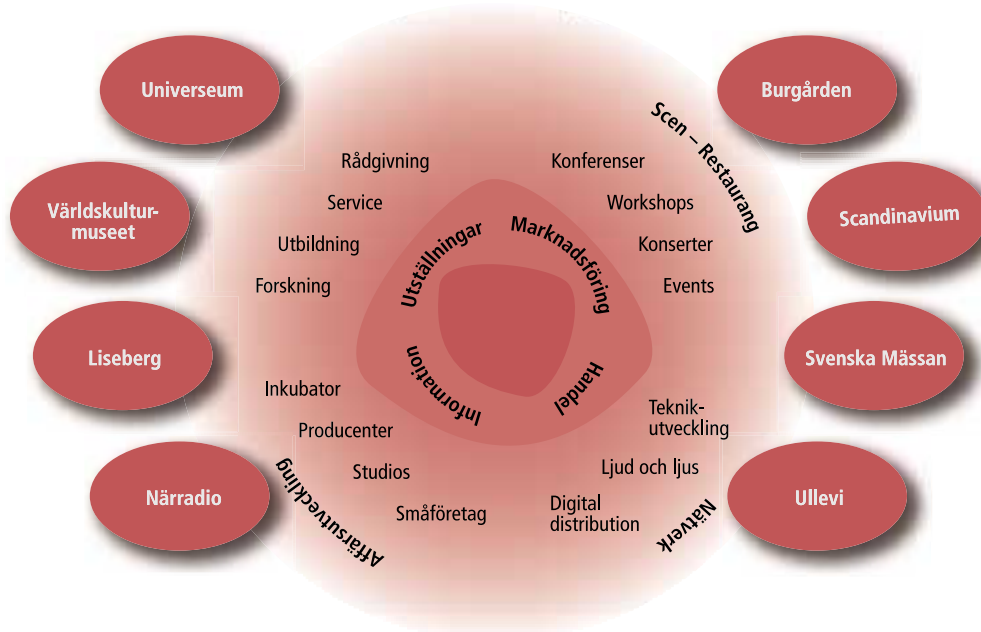 Universeum
Burgården
Scen – Restaurang
Rådgivning
Konferenser
Världskultur-
museet
Service
Workshops
Scandinavium
Utställningar
Marknadsföring
Utbildning
Konserter
Forskning
Events
Liseberg
Svenska Mässan
Information
Handel
Inkubator
Teknik-
utveckling
Producenter
Studios
Ljud och ljus
Närradio
Affärsutveckling
Småföretag
Digital
distribution
Nätverk
Ullevi